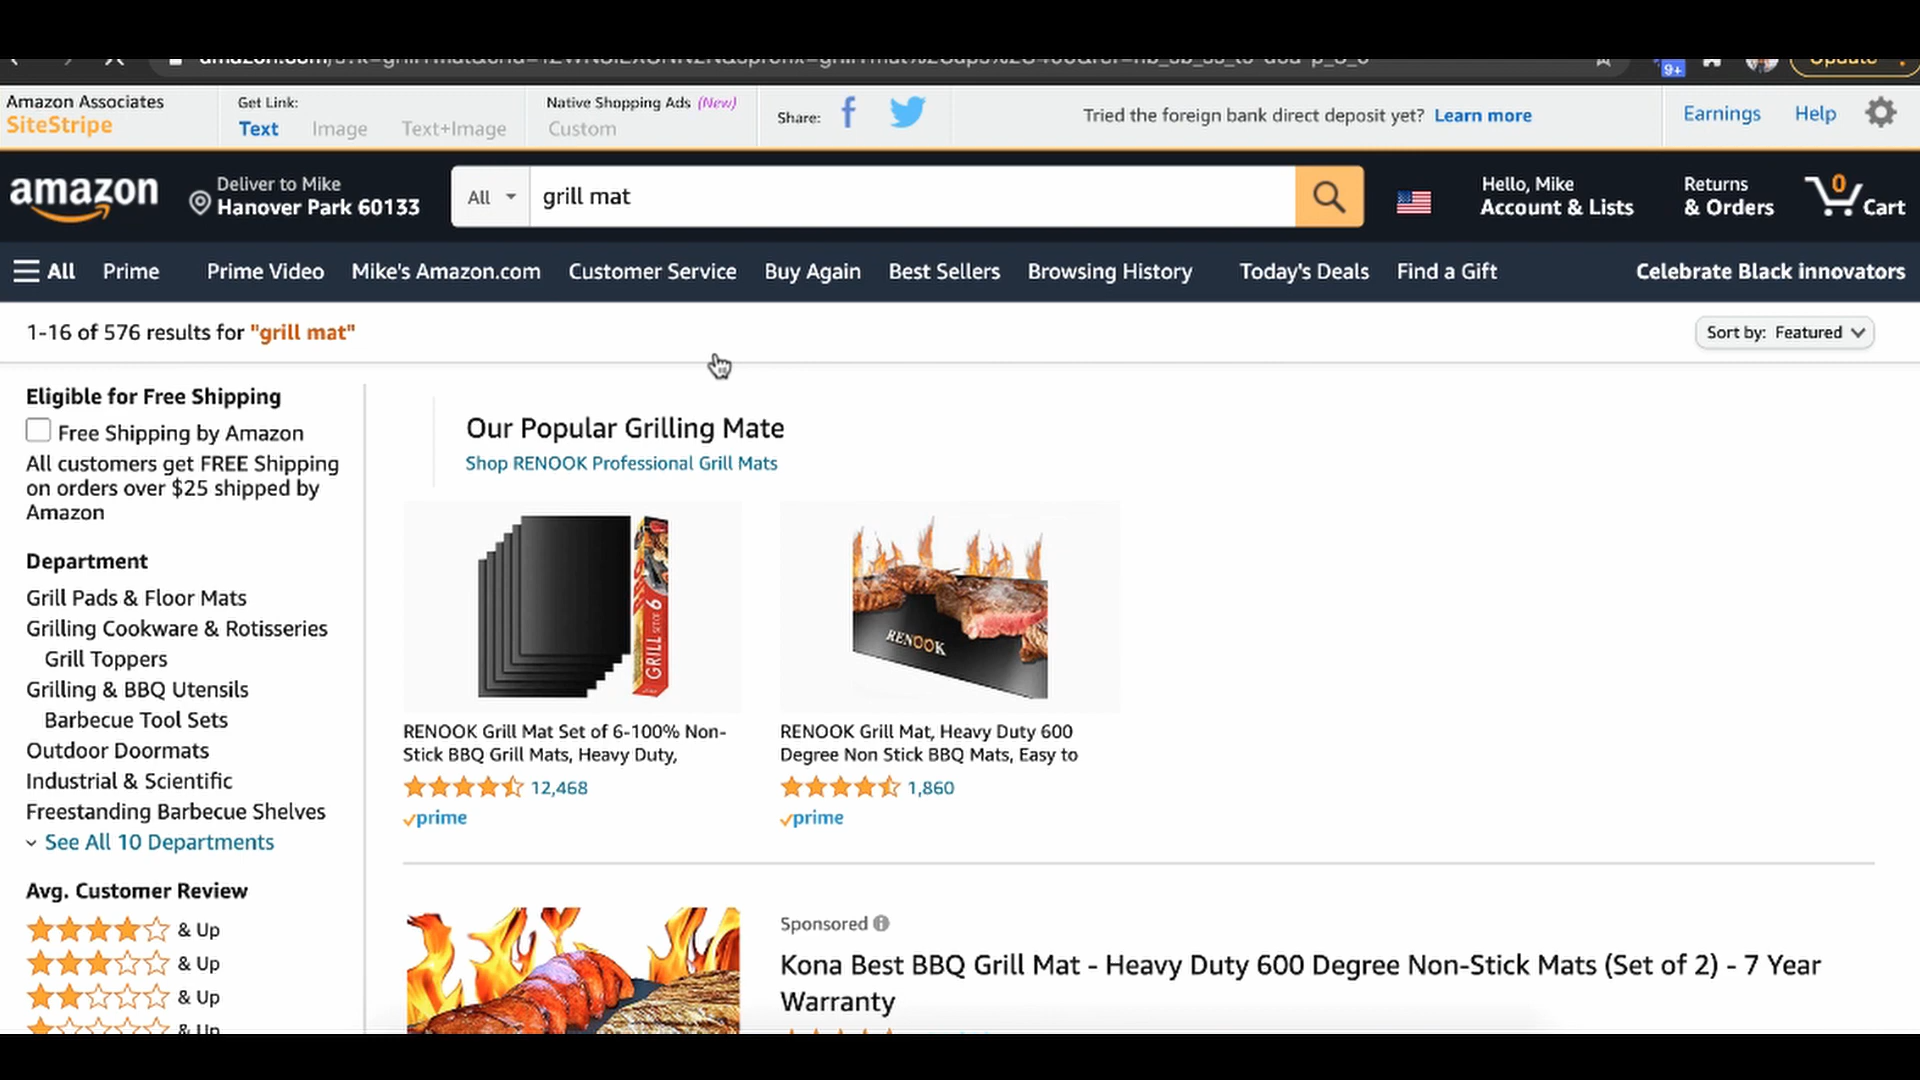 Amazon Associates
SiteStripe
Get Link:
Text Image Text+Image
Native Shopping Ads (New)
Custom
Share:
Tried the foreign bank direct deposit yet? Learn more
Earnings Help
9+
Update
amazon
Deliver to Mike
Hanover Park 60133
All
grill mat
Hello, Mike
Account & Lists
Returns
& Orders
0
Cart
All Prime Prime Video Mike's Amazon.com Customer Service Buy Again Best Sellers Browsing History Today's Deals Find a Gift Celebrate Black innovators
1-16 of 576 results for "grill mat"
Sort by: Featured
Eligible for Free Shipping
Free Shipping by Amazon
All customers get FREE Shipping
on orders over $25 shipped by
Amazon
Department
Grill Pads & Floor Mats
Grilling Cookware & Rotisseries
Grill Toppers
Grilling & BBQ Utensils
Barbecue Tool Sets
Outdoor Doormats
Industrial & Scientific
Freestanding Barbecue Shelves
See All 10 Departments
Avg. Customer Review
& Up
& Up
& Up
& Up
Our Popular Grilling Mate
Shop RENOOK Professional Grill Mats
GRILL SET OF 6
RENOOK
RENOOK Grill Mat Set of 6-100% Non-
Stick BBQ Grill Mats, Heavy Duty,
12,468
prime
RENOOK Grill Mat, Heavy Duty 600
Degree Non Stick BBQ Mats, Easy to
1,860
prime
Sponsored
Kona Best BBQ Grill Mat - Heavy Duty 600 Degree Non-Stick Mats (Set of 2) - 7 Year
Warranty